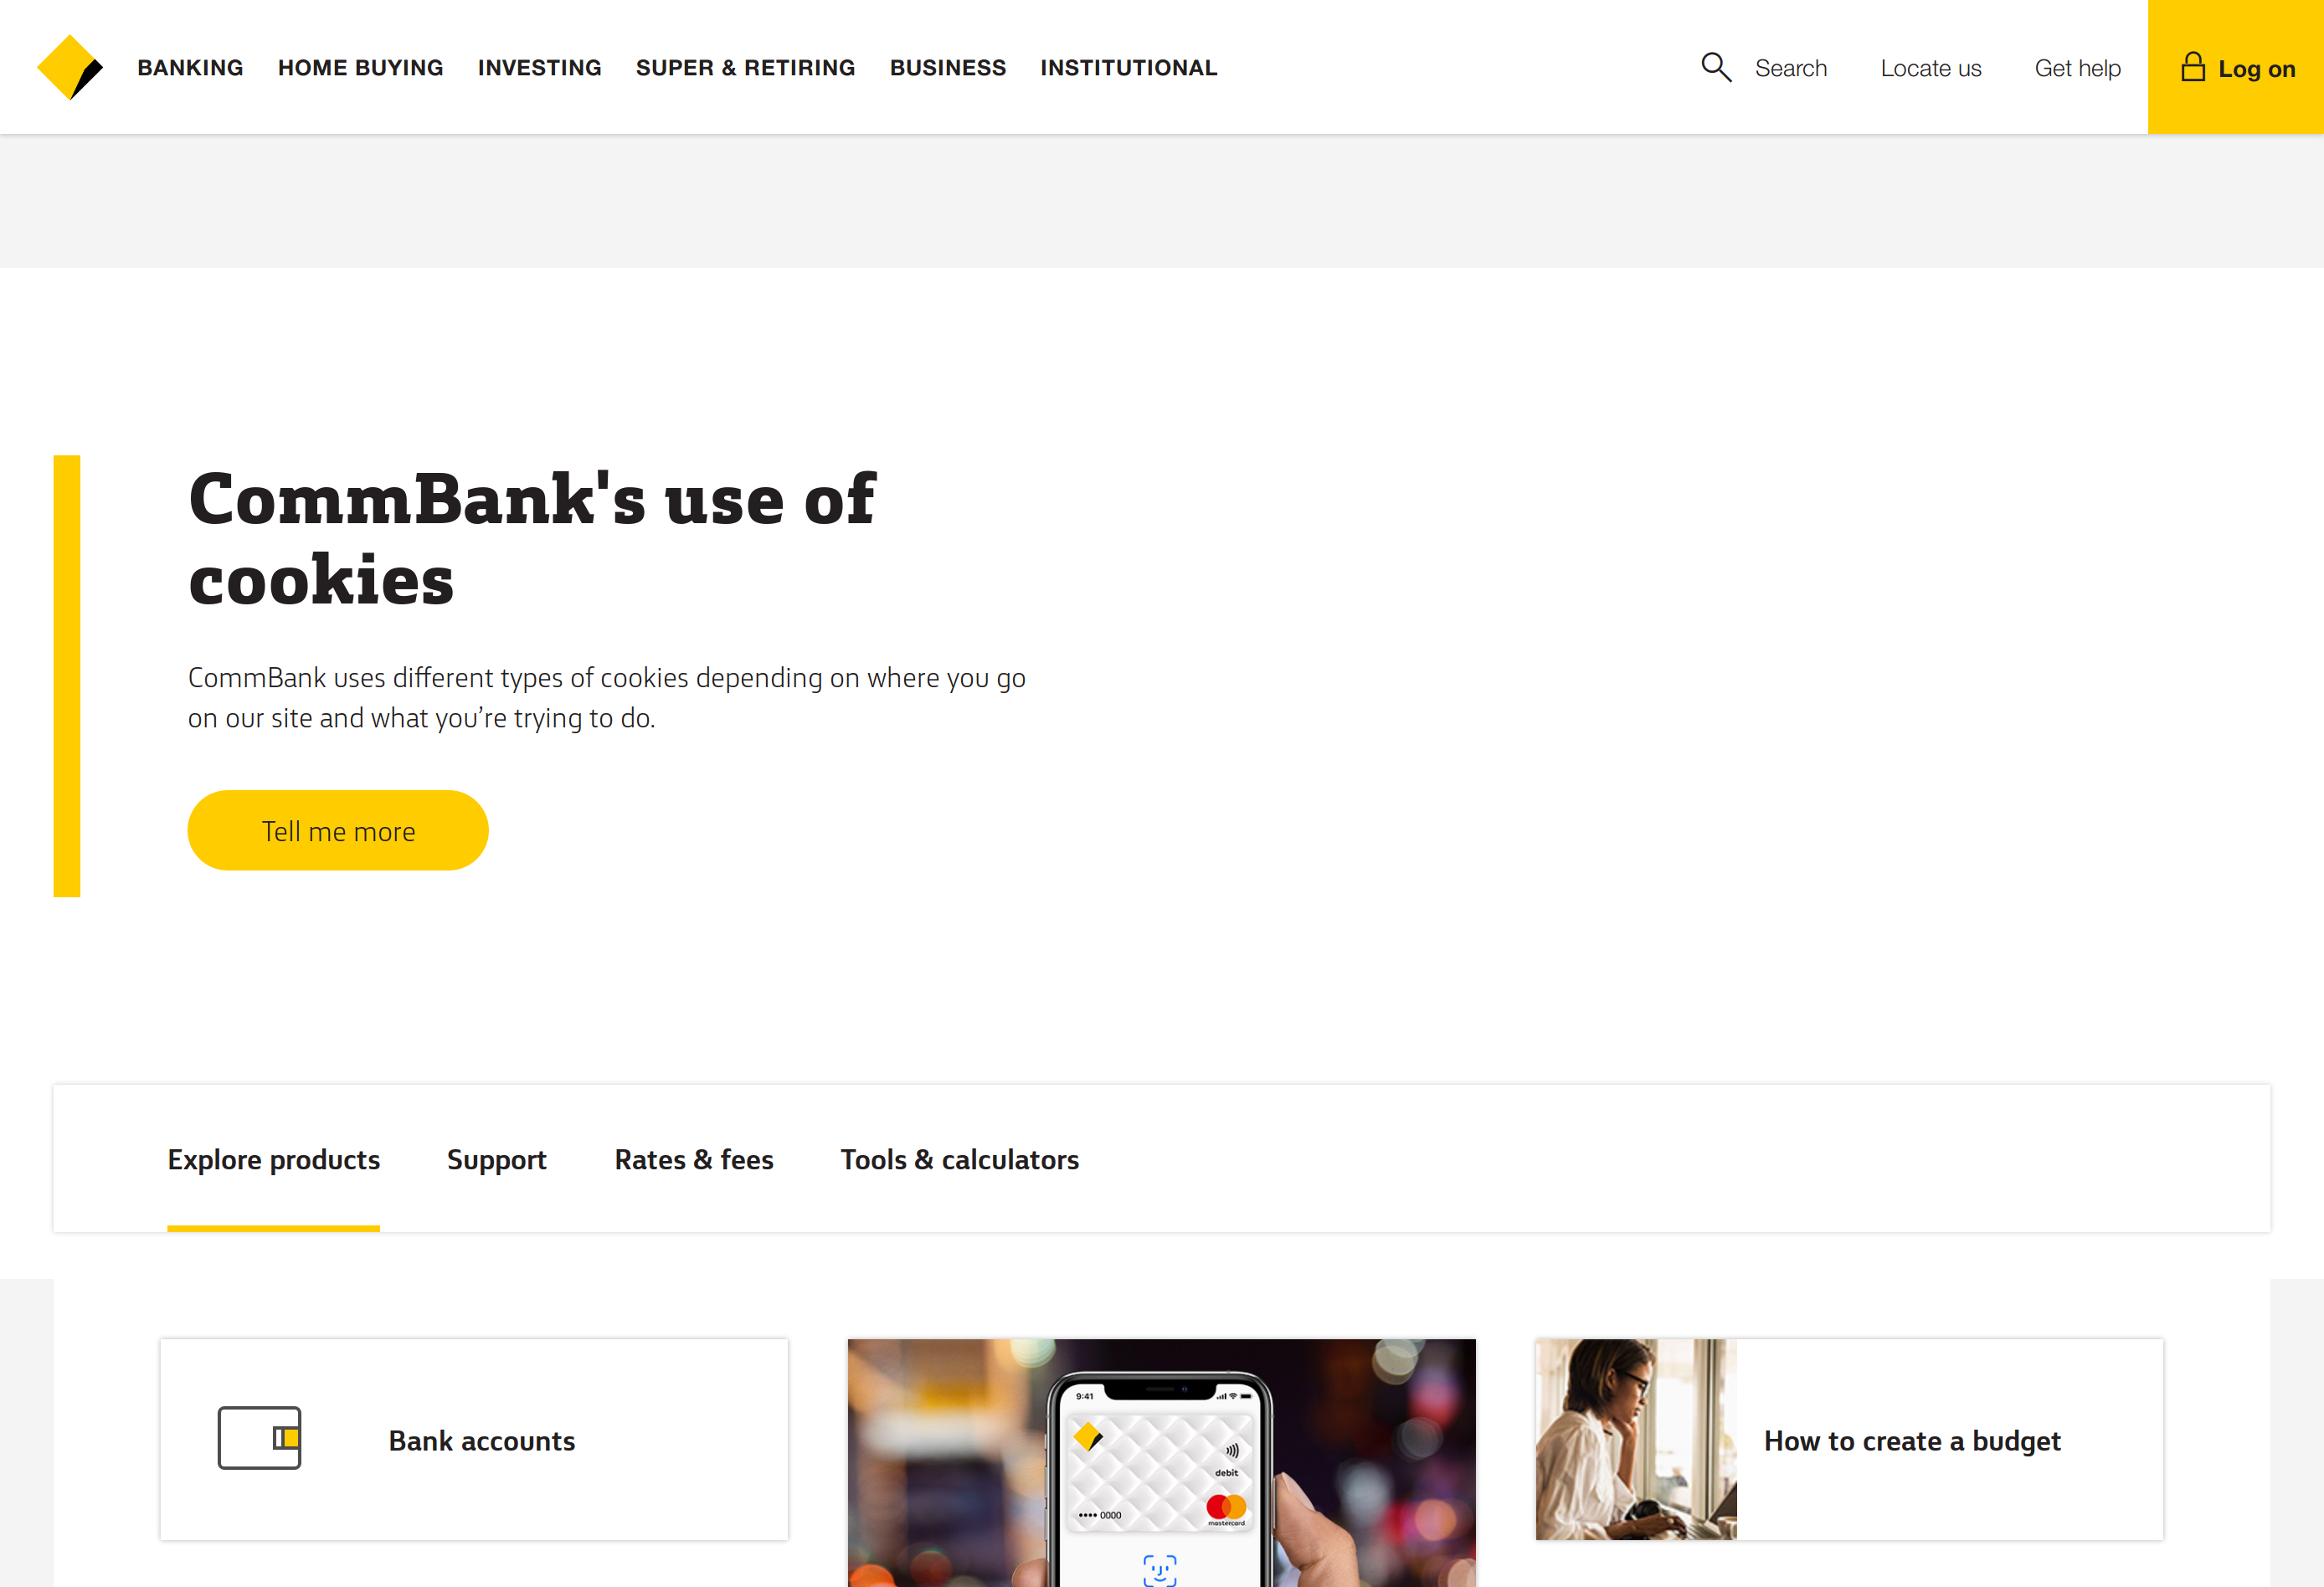 BANKING HOME BUYING INVESTING SUPER & RETIRING BUSINESS INSTITUTIONAL Search Locate us Get help Log on
CommBank's use of
cookies
CommBank uses different types of cookies depending on where you go
on our site and what you’re trying to do.
Tell me more
Explore products Support Rates & fees Tools & calculators
Bank accounts
9:41
debit
•••• 0000
mastercard
How to create a budget